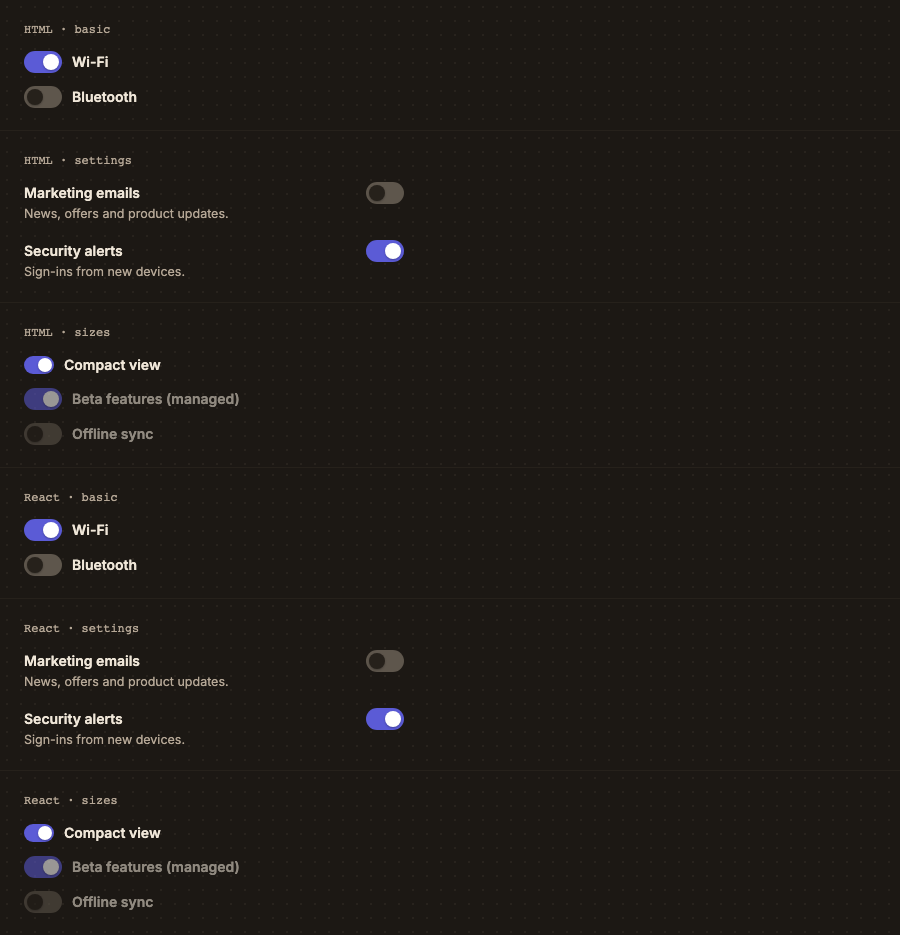 HTML · basic
Wi-Fi
Bluetooth
HTML · settings
Marketing emails
News, offers and product updates.
Security alerts
Sign-ins from new devices.
HTML · sizes
Compact view
Beta features (managed)
Offline sync
React · basic
Wi-Fi
Bluetooth
React · settings
Marketing emails
News, offers and product updates.
Security alerts
Sign-ins from new devices.
React · sizes
Compact view
Beta features (managed)
Offline sync